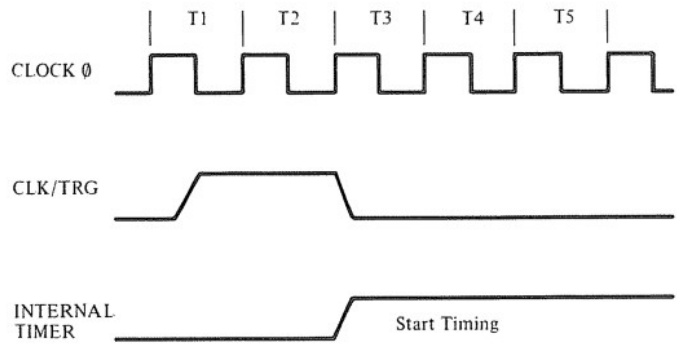 T1 T2 T3 T4 T5
CLOCK Ø
CLK/TRG
INTERNAL
TIMER
Start Timing